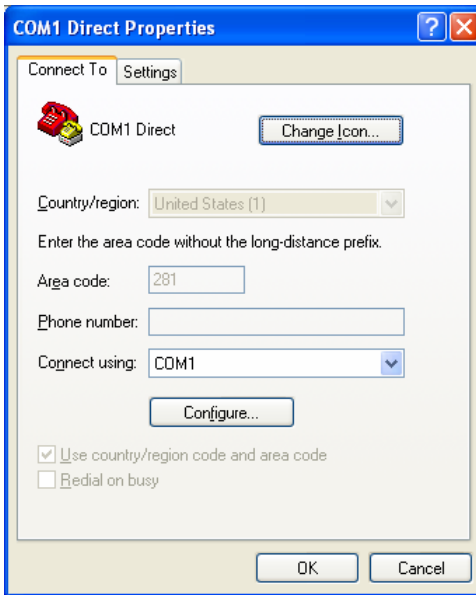 COM1 Direct Properties
Connect To Settings
COM1 Direct Change Icon...
Country/region: United States (1)
Enter the area code without the long-distance prefix.
Area code: 281
Phone number:
Connect using: COM1
Configure...
Use country/region code and area code
Redial on busy
OK Cancel